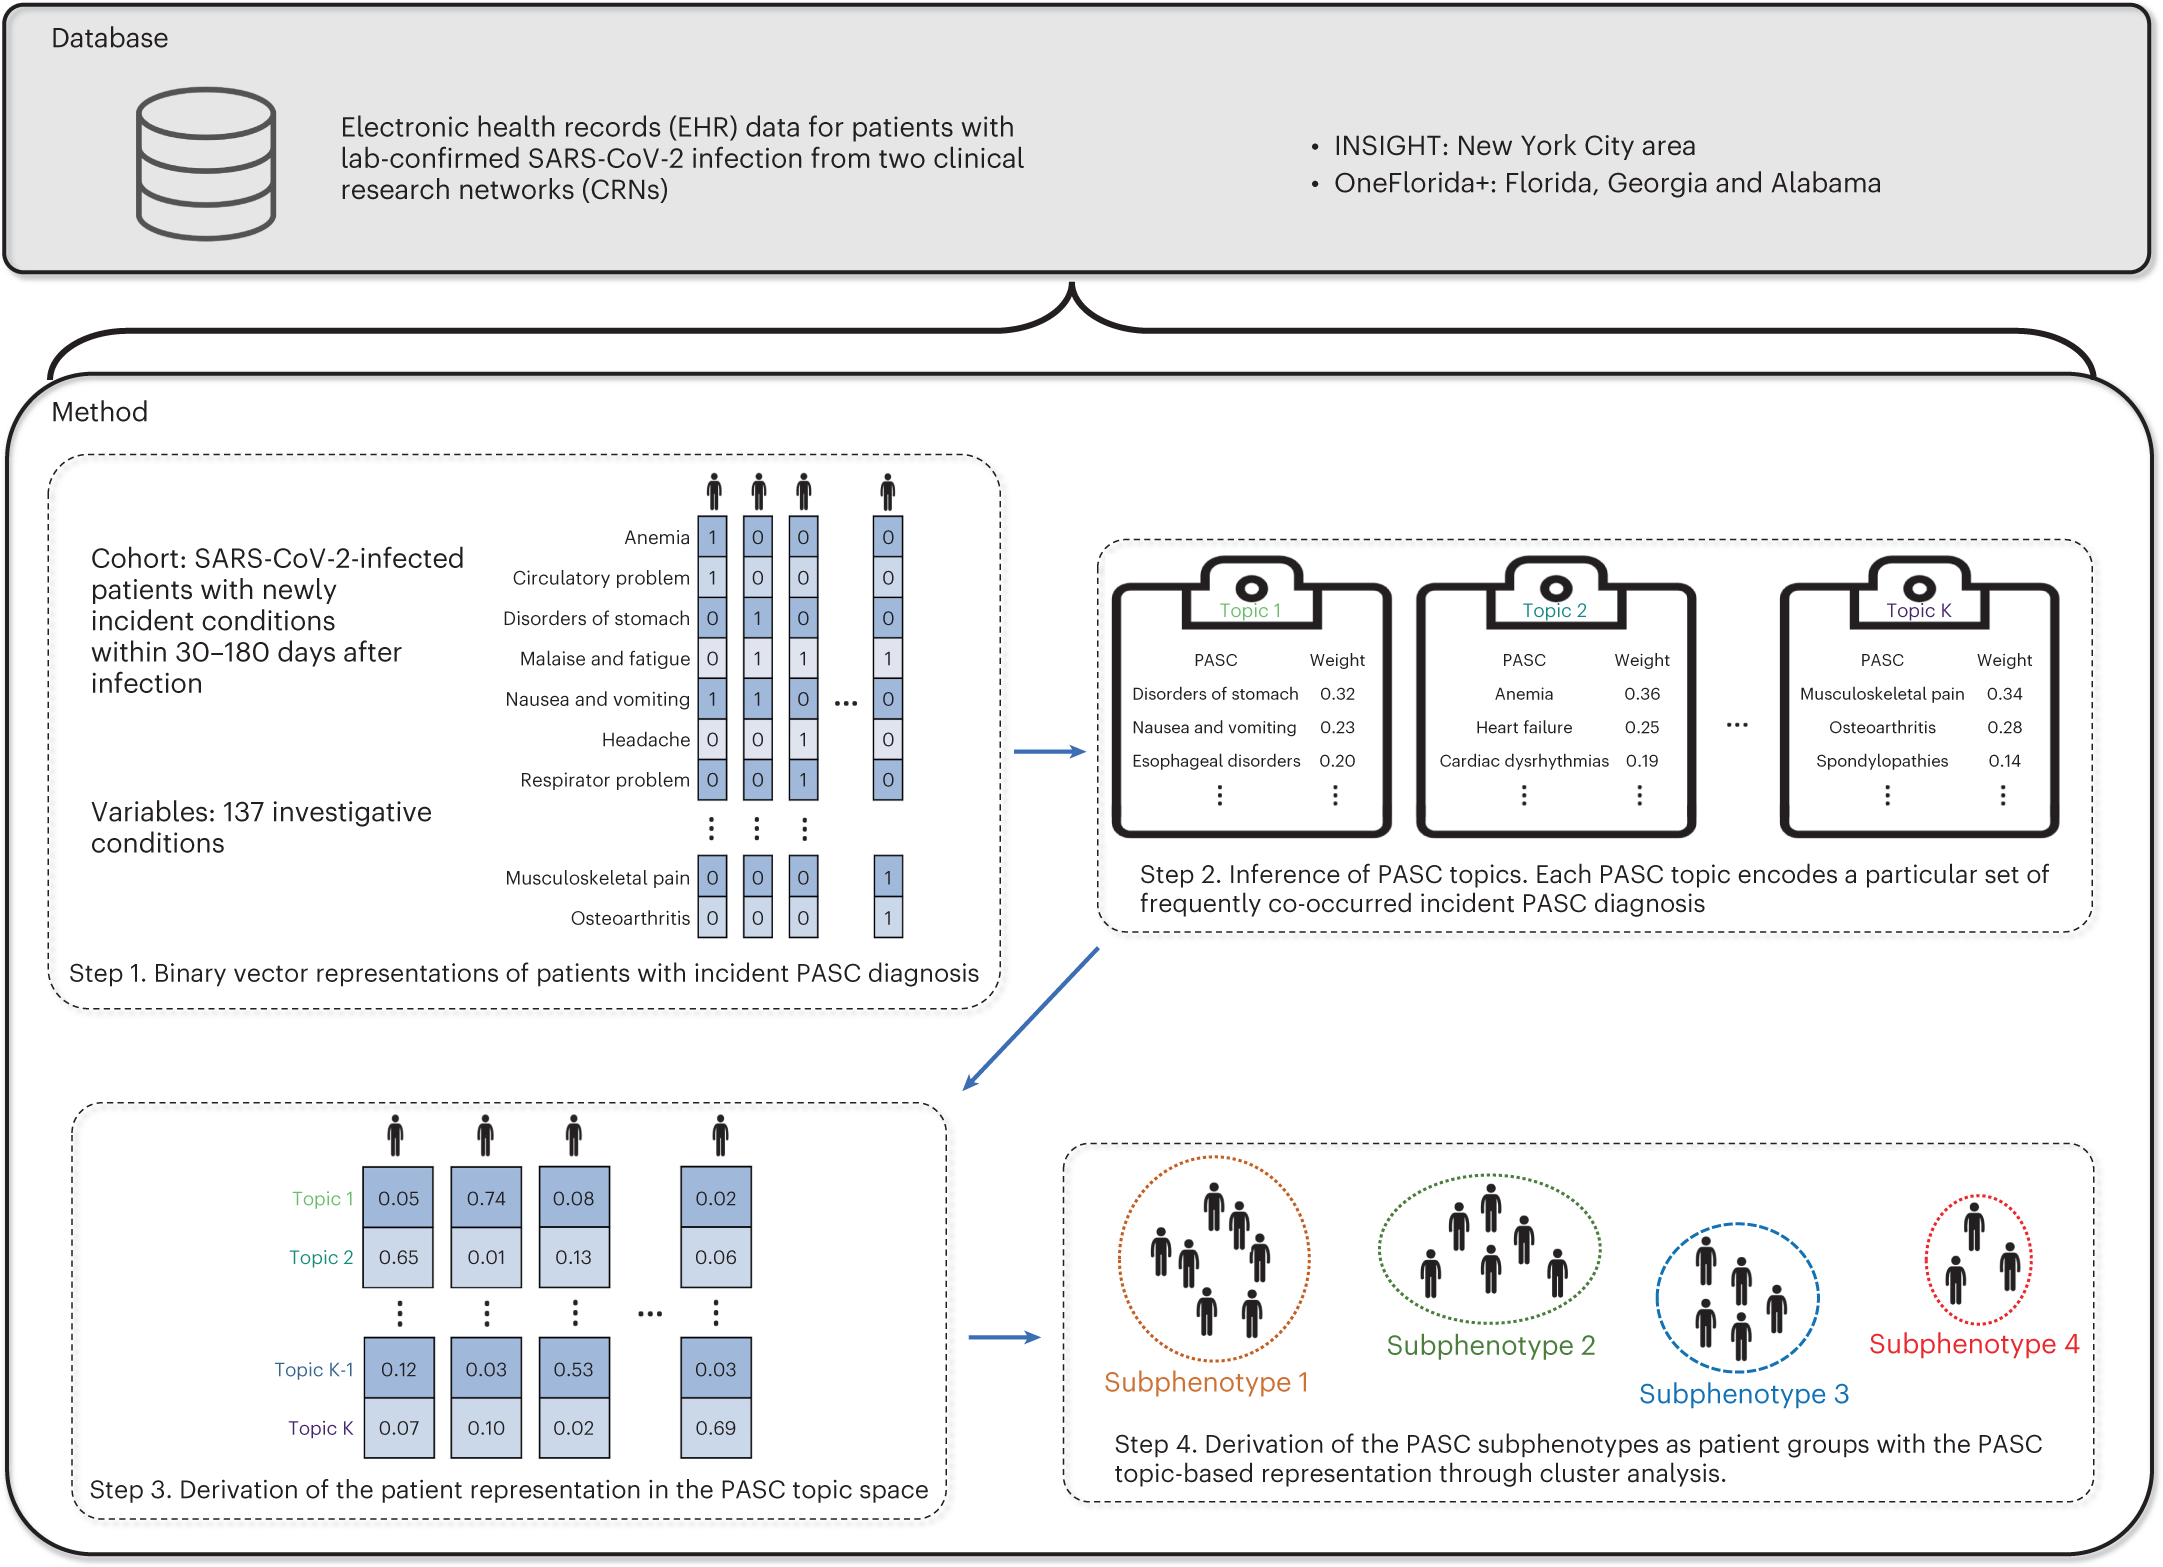 Database
Electronic health records (EHR) data for patients with
lab-confirmed SARS-CoV-2 infection from two clinical
research networks (CRNs)
• INSIGHT: New York City area
• OneFlorida+: Florida, Georgia and Alabama
Method
Cohort: SARS-CoV-2-infected
patients with newly
incident conditions
within 30–180 days after
infection
Variables: 137 investigative
conditions
Anemia 1 0 0 0
Circulatory problem 1 0 0 0
Disorders of stomach 0 1 0 0
Malaise and fatigue 0 1 1 1
Nausea and vomiting 1 1 0 ... 0
Headache 0 0 1 0
Respirator problem 0 0 1 0
Musculoskeletal pain 0 0 0 1
Osteoarthritis 0 0 0 1
Step 1. Binary vector representations of patients with incident PASC diagnosis
Topic 1
PASC Weight
Disorders of stomach 0.32
Nausea and vomiting 0.23
Esophageal disorders 0.20
Topic 2
PASC Weight
Anemia 0.36
Heart failure 0.25
Cardiac dysrhythmias 0.19
...
Topic K
PASC Weight
Musculoskeletal pain 0.34
Osteoarthritis 0.28
Spondylopathies 0.14
Step 2. Inference of PASC topics. Each PASC topic encodes a particular set of
frequently co-occurred incident PASC diagnosis
Topic 1 0.05 0.74 0.08 0.02
Topic 2 0.65 0.01 0.13 0.06
...
Topic K-1 0.12 0.03 0.53 0.03
Topic K 0.07 0.10 0.02 0.69
Step 3. Derivation of the patient representation in the PASC topic space
Subphenotype 1
Subphenotype 2
Subphenotype 3
Subphenotype 4
Step 4. Derivation of the PASC subphenotypes as patient groups with the PASC
topic-based representation through cluster analysis.